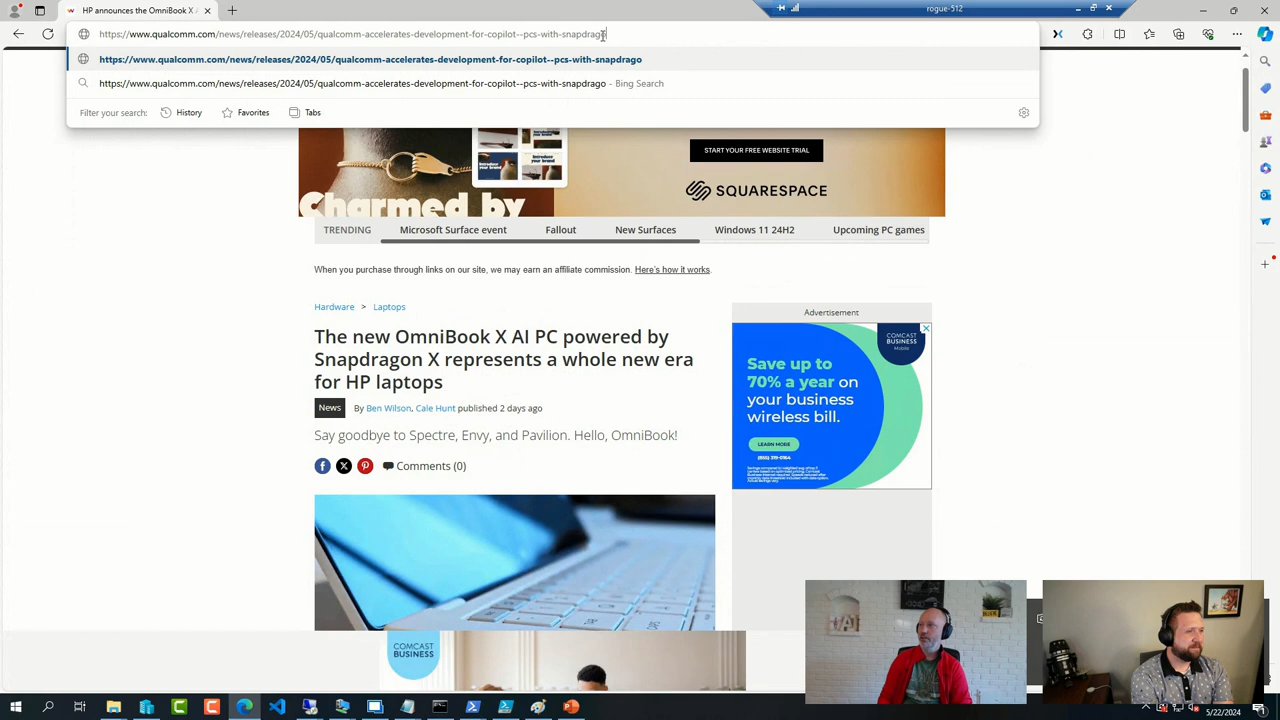 HP announces the OmniBook X AI
rogue-512
https://www.qualcomm.com/news/releases/2024/05/qualcomm-accelerates-development-for-copilot--pcs-with-snapdrago
https://www.qualcomm.com/news/releases/2024/05/qualcomm-accelerates-development-for-copilot--pcs-with-snapdrago
https://www.qualcomm.com/news/releases/2024/05/qualcomm-accelerates-development-for-copilot--pcs-with-snapdrago - Bing Search
Filter your search: History Favorites Tabs
START YOUR FREE WEBSITE TRIAL
SQUARESPACE
Charmed by
TRENDING Microsoft Surface event Fallout New Surfaces Windows 11 24H2 Upcoming PC games
When you purchase through links on our site, we may earn an affiliate commission. Here's how it works.
Hardware > Laptops
The new OmniBook X AI PC powered by
Snapdragon X represents a whole new era
for HP laptops
News By Ben Wilson, Cale Hunt published 2 days ago
Say goodbye to Spectre, Envy, and Pavilion. Hello, OmniBook!
Comments (0)
Advertisement
COMCAST
BUSINESS
Mobile
Save up to
70% a year on
your business
wireless bill.
LEARN MORE
(855) 319-0164
COMCAST
BUSINESS
5/22/2024